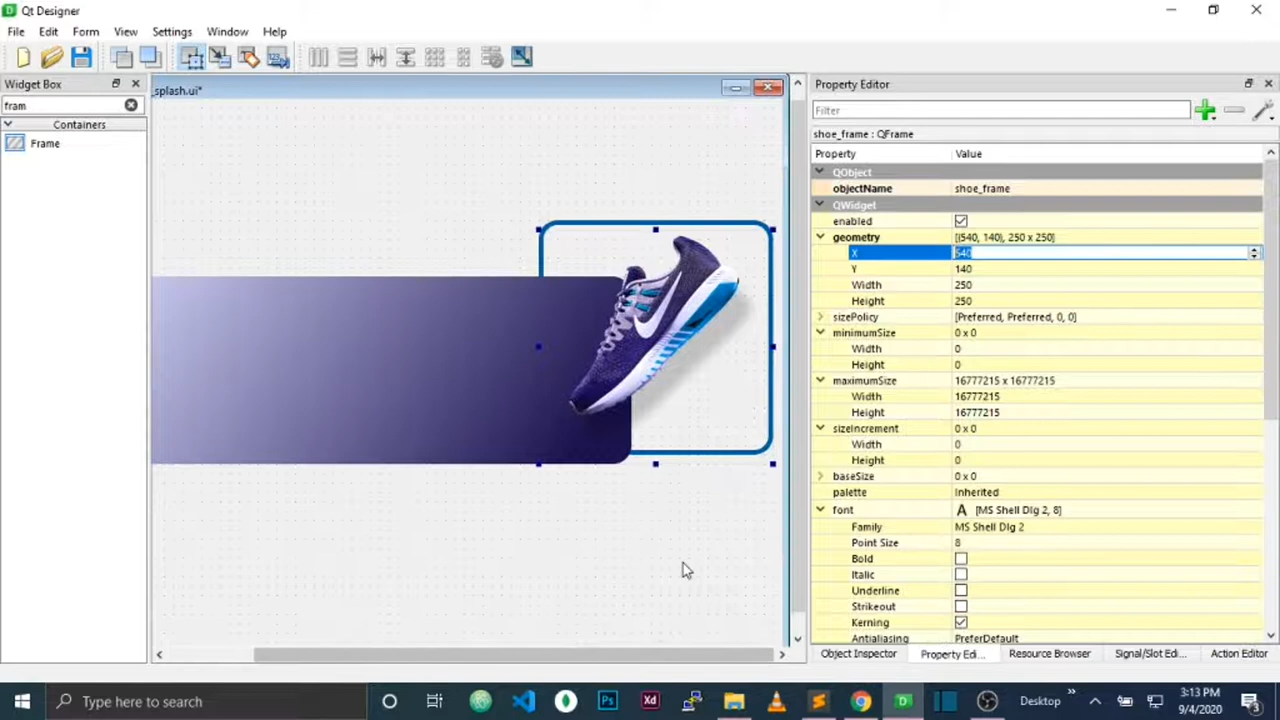 Qt Designer
File Edit Form View Settings Window Help
Widget Box
_splash.ui*
Property Editor
fram
Filter
Containers
shoe_frame : QFrame
Frame
Property Value
QObject
objectName shoe_frame
QWidget
enabled
geometry [(540, 140), 250 x 250]
X 540
Y 140
Width 250
Height 250
sizePolicy [Preferred, Preferred, 0, 0]
minimumSize 0 x 0
Width 0
Height 0
maximumSize 16777215 x 16777215
Width 16777215
Height 16777215
sizeIncrement 0 x 0
Width 0
Height 0
baseSize 0 x 0
palette Inherited
font A [MS Shell Dlg 2, 8]
Family MS Shell Dlg 2
Point Size 8
Bold
Italic
Underline
Strikeout
Kerning
Antialiasing PreferDefault
Object Inspector Property Edi... Resource Browser Signal/Slot Edi... Action Editor
Type here to search
Ps
Xd
D
Desktop
3:13 PM
9/4/2020